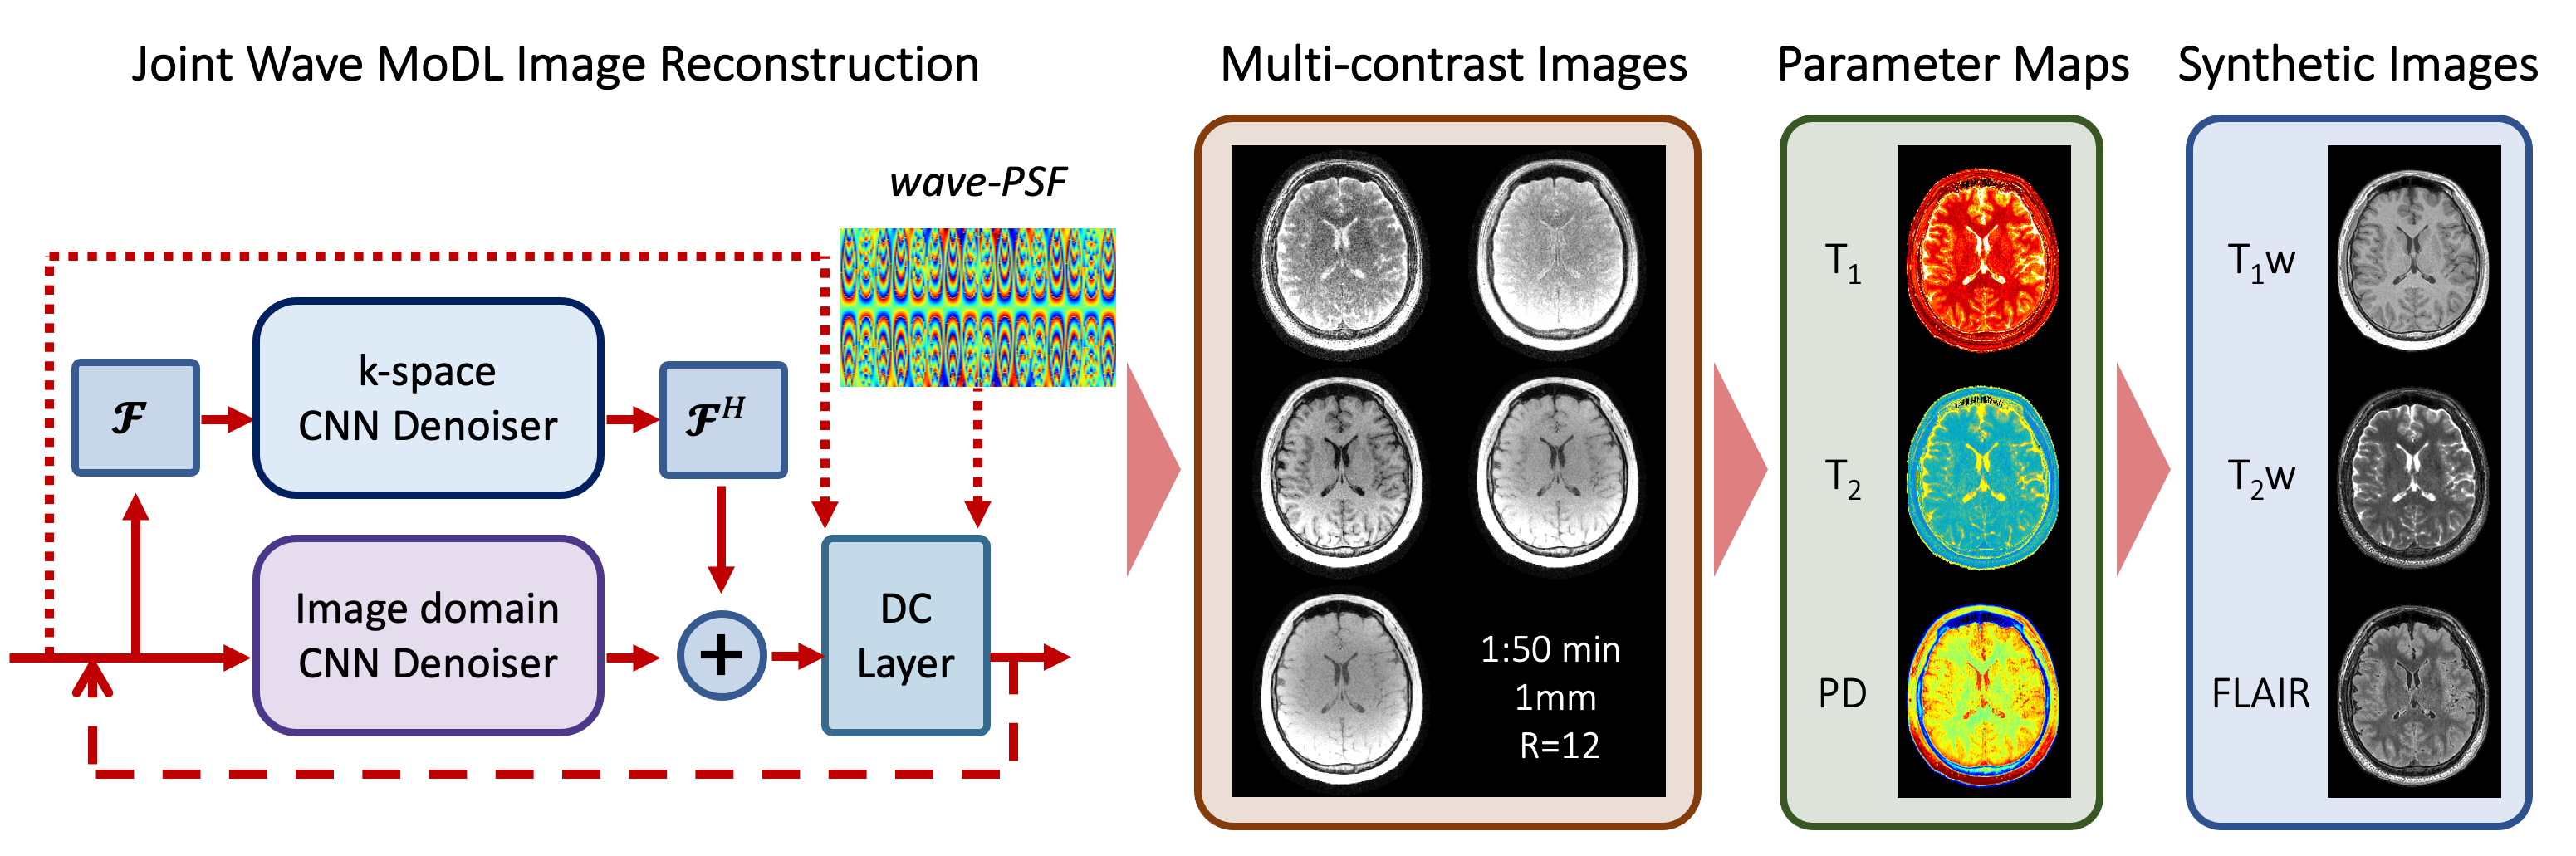 Joint Wave MoDL Image Reconstruction
wave-PSF
𝓕
k-space
CNN Denoiser
𝓕ᴴ
Image domain
CNN Denoiser
+
DC
Layer
Multi-contrast Images
1:50 min
1mm
R=12
Parameter Maps
T₁
T₂
PD
Synthetic Images
T₁w
T₂w
FLAIR